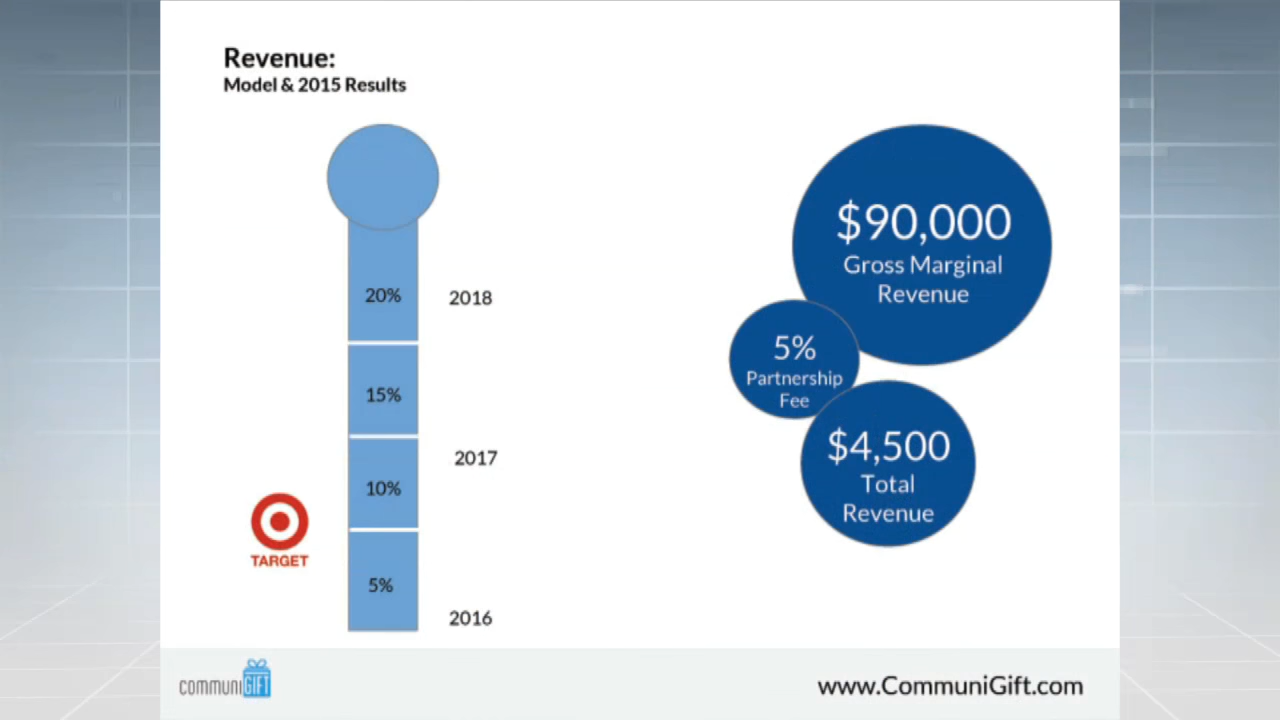 Revenue:
Model & 2015 Results
20%
2018
15%
2017
10%
TARGET
5%
2016
$90,000
Gross Marginal
Revenue
5%
Partnership
Fee
$4,500
Total
Revenue
communiGIFT
www.CommuniGift.com